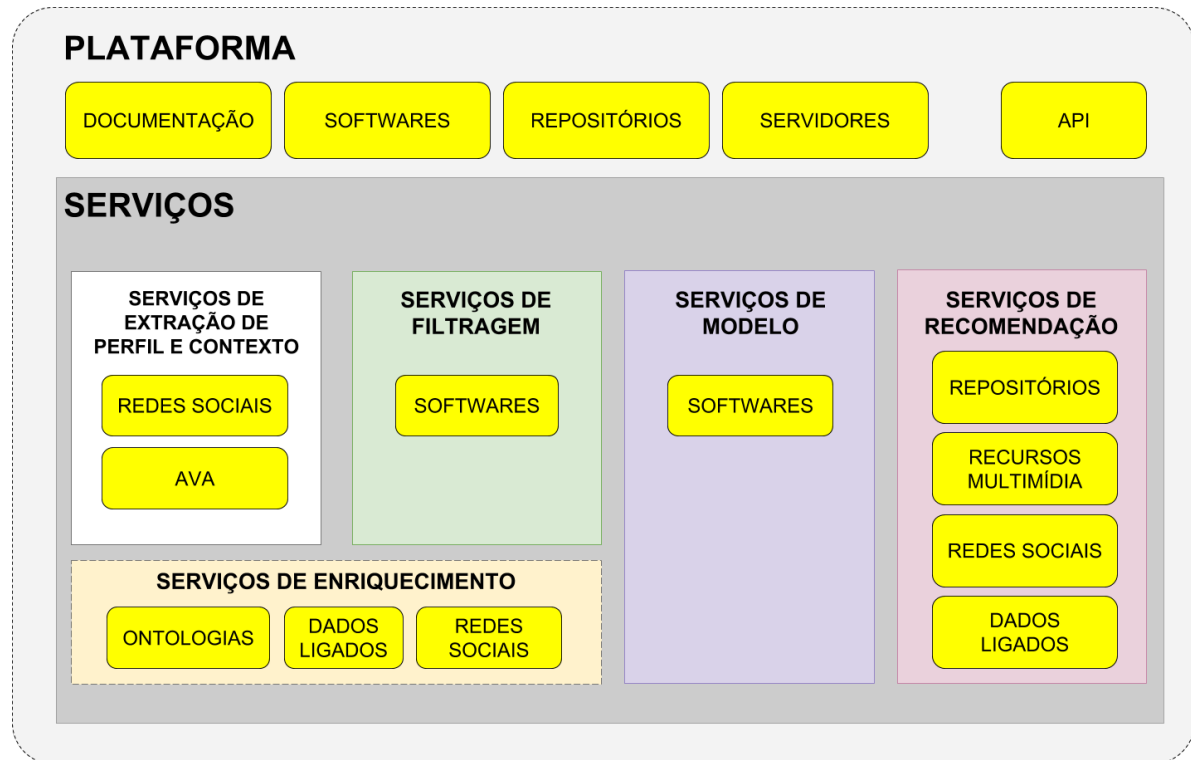 PLATAFORMA
DOCUMENTAÇÃO
SOFTWARES
REPOSITÓRIOS
SERVIDORES
API
SERVIÇOS
SERVIÇOS DE
EXTRAÇÃO DE
PERFIL E CONTEXTO
REDES SOCIAIS
AVA
SERVIÇOS DE
FILTRAGEM
SOFTWARES
SERVIÇOS DE
MODELO
SOFTWARES
SERVIÇOS DE
RECOMENDAÇÃO
REPOSITÓRIOS
RECURSOS
MULTIMÍDIA
REDES SOCIAIS
DADOS
LIGADOS
SERVIÇOS DE ENRIQUECIMENTO
ONTOLOGIAS
DADOS
LIGADOS
REDES
SOCIAIS